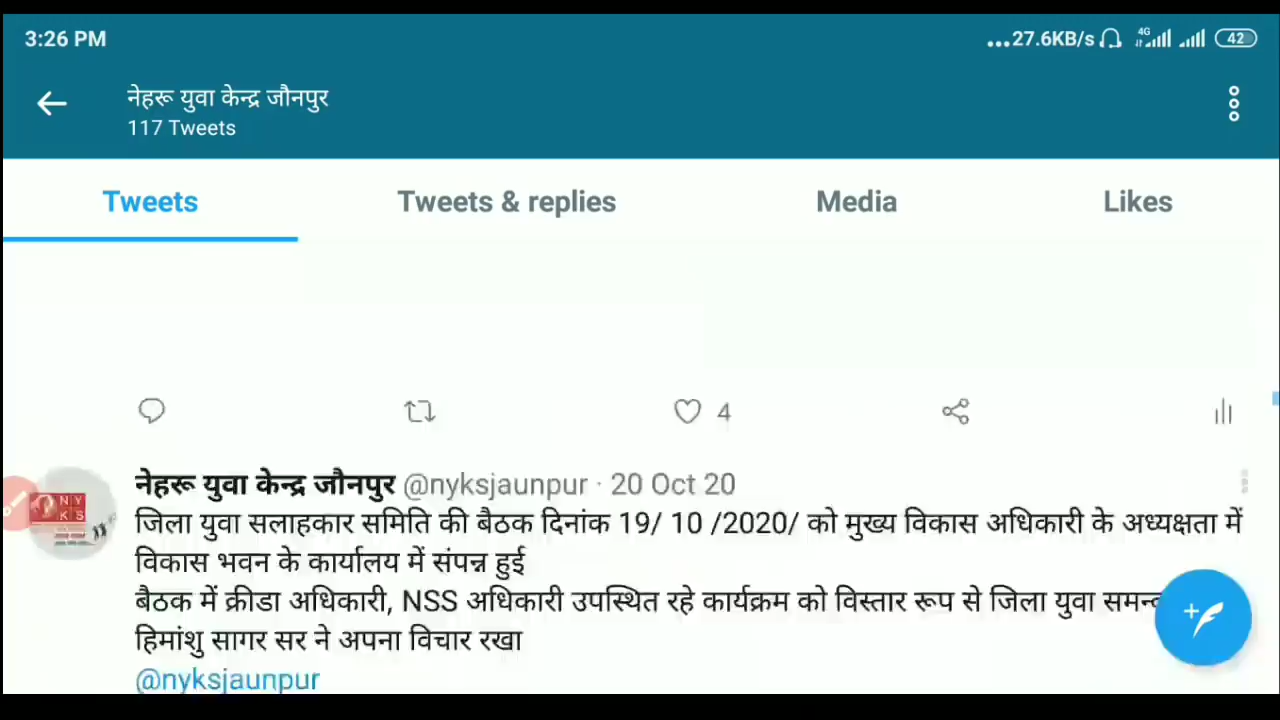 3:26 PM
...27.6KB/s 4G 42
नेहरू युवा केन्द्र जौनपुर
117 Tweets
Tweets Tweets & replies Media Likes
4
नेहरू युवा केन्द्र जौनपुर @nyksjaunpur · 20 Oct 20
N Y
K S
जिला युवा सलाहकार समिति की बैठक दिनांक 19/ 10 /2020/ को मुख्य विकास अधिकारी के अध्यक्षता में
विकास भवन के कार्यालय में संपन्न हुई
बैठक में क्रीडा अधिकारी, NSS अधिकारी उपस्थित रहे कार्यक्रम को विस्तार रूप से जिला युवा
हिमांशु सागर सर ने अपना विचार रखा
@nyksjaunpur